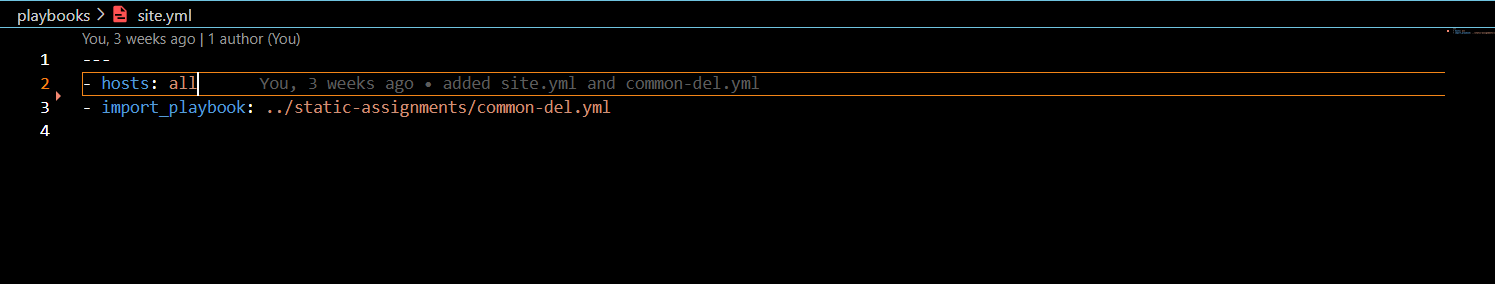 playbooks > site.yml
You, 3 weeks ago | 1 author (You)
1 ---
2 - hosts: all You, 3 weeks ago • added site.yml and common-del.yml
3 - import_playbook: ../static-assignments/common-del.yml
4